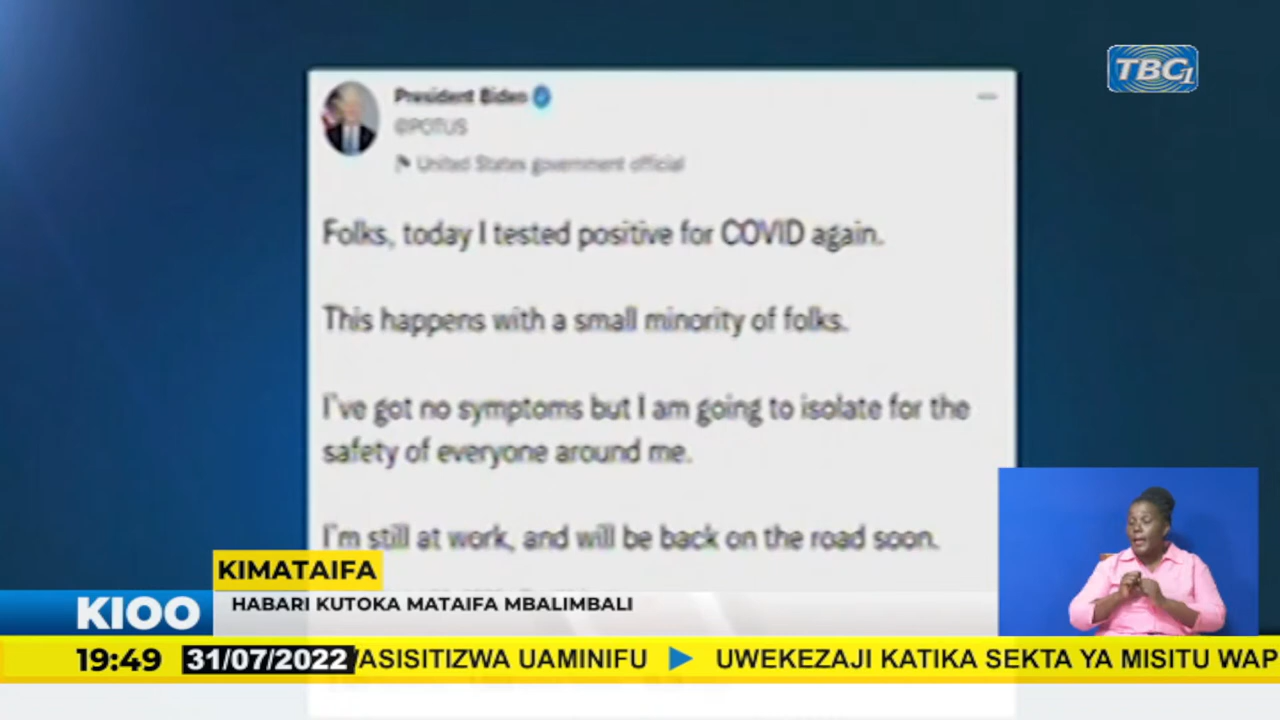 TBC1
President Biden
@POTUS
United States government official
Folks, today I tested positive for COVID again.
This happens with a small minority of folks.
I've got no symptoms but I am going to isolate for the
safety of everyone around me.
I'm still at work, and will be back on the road soon.
KIMATAIFA
KIOO
HABARI KUTOKA MATAIFA MBALIMBALI
19:49 31/07/2022 /ASISITIZWA UAMINIFU ▶ UWEKEZAJI KATIKA SEKTA YA MISITU WAP